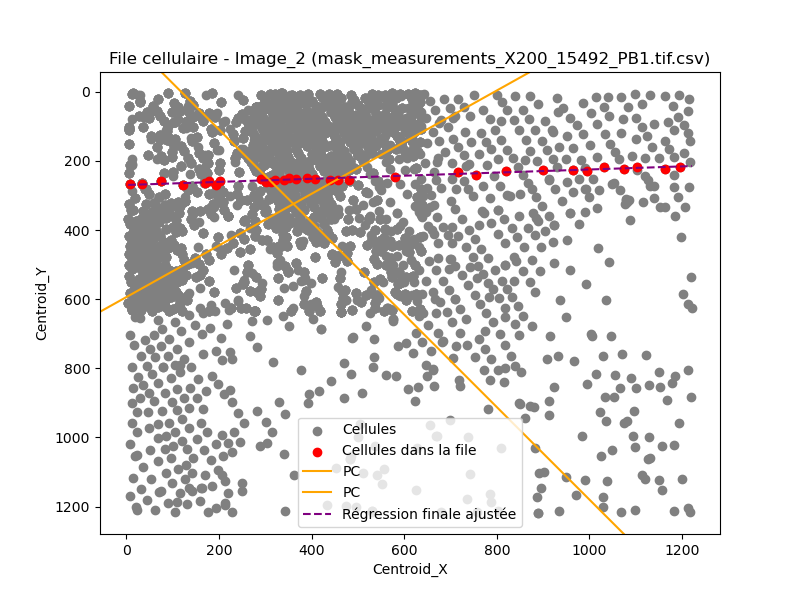 File cellulaire - Image_2 (mask_measurements_X200_15492_PB1.tif.csv)
0
200
400
600
800
1000
1200
Centroid_Y
Cellules
Cellules dans la file
PC
PC
Régression finale ajustée
0 200 400 600 800 1000 1200
Centroid_X